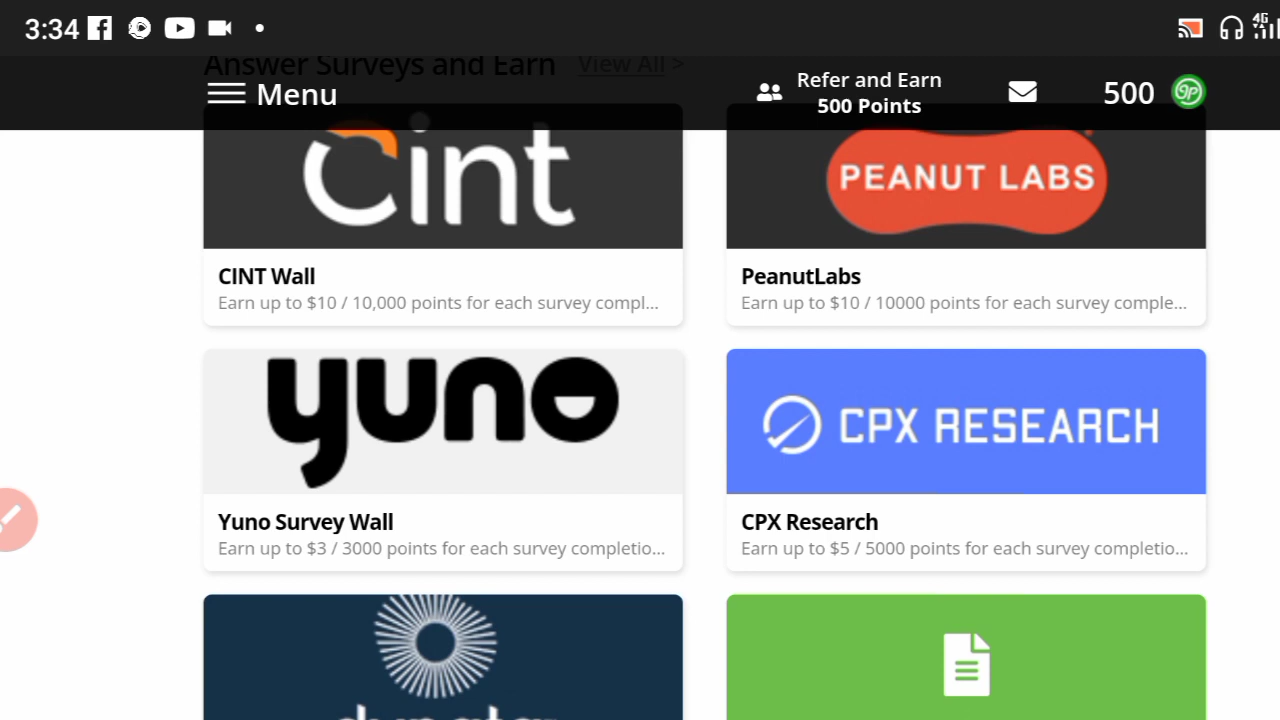 3:34
4G
Answer Surveys and Earn View All >
Menu
Refer and Earn
500 Points
500
Cint
PEANUT LABS
CINT Wall
Earn up to $10 / 10,000 points for each survey compl...
PeanutLabs
Earn up to $10 / 10000 points for each survey comple...
yuno
CPX RESEARCH
Yuno Survey Wall
Earn up to $3 / 3000 points for each survey completio...
CPX Research
Earn up to $5 / 5000 points for each survey completio...